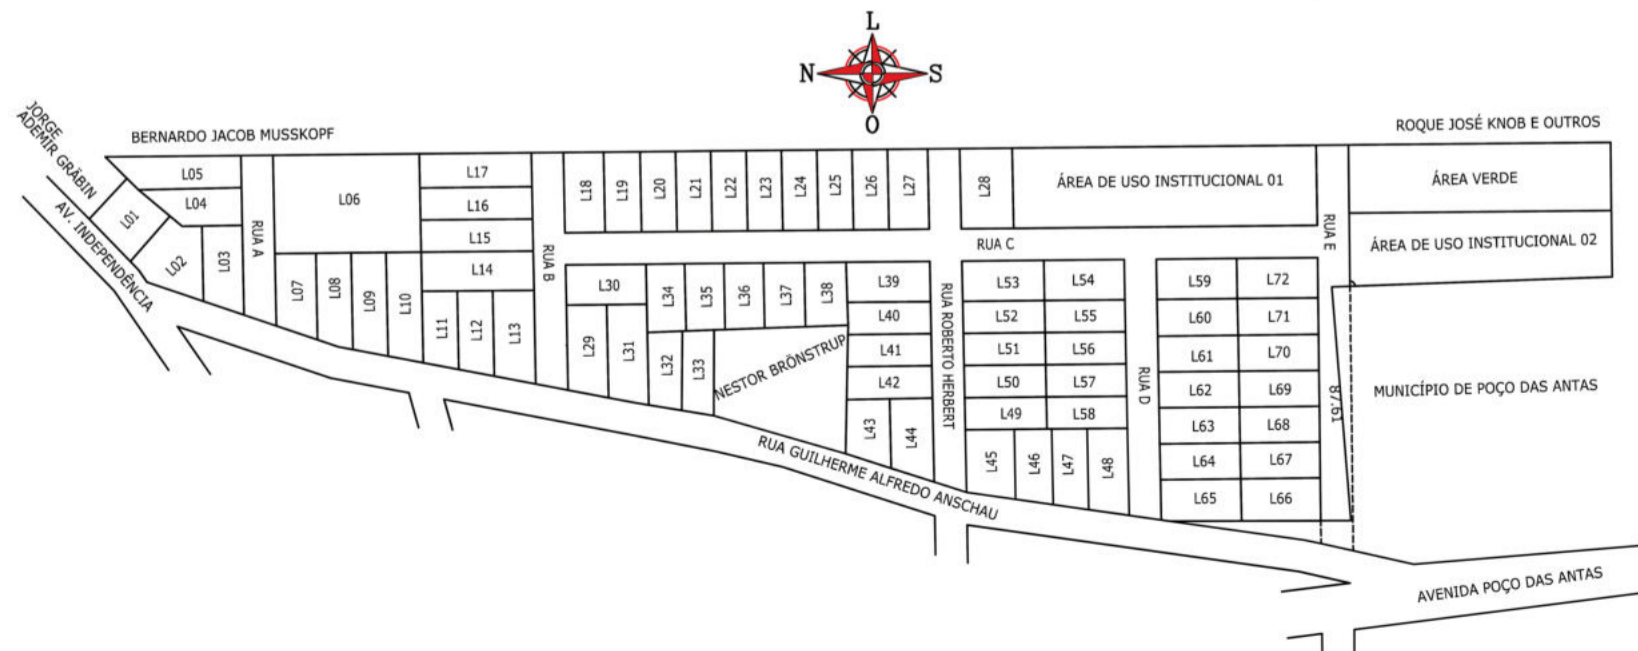 L
N
S
O
JORGE
ADEMIR GRÄBIN
BERNARDO JACOB MUSSKOPF
ROQUE JOSÉ KNOB E OUTROS
AV. INDEPENDÊNCIA
L01
L02
L03
L04
L05
RUA A
L06
L07
L08
L09
L10
L17
L16
L15
L14
L11
L12
L13
RUA B
L18
L19
L20
L21
L22
L23
L24
L25
L26
L27
L28
ÁREA DE USO INSTITUCIONAL 01
RUA C
RUA E
ÁREA VERDE
ÁREA DE USO INSTITUCIONAL 02
L30
L29
L31
L34
L35
L36
L37
L38
L32
L33
NESTOR BRÖNSTRUP
L39
L40
L41
L42
L43
L44
RUA ROBERTO HERBERT
L53
L54
L52
L55
L51
L56
L50
L57
L49
L58
L45
L46
L47
L48
RUA D
L59
L72
L60
L71
L61
L70
L62
L69
L63
L68
L64
L67
L65
L66
87.61
MUNICÍPIO DE POÇO DAS ANTAS
RUA GUILHERME ALFREDO ANSCHAU
AVENIDA POÇO DAS ANTAS